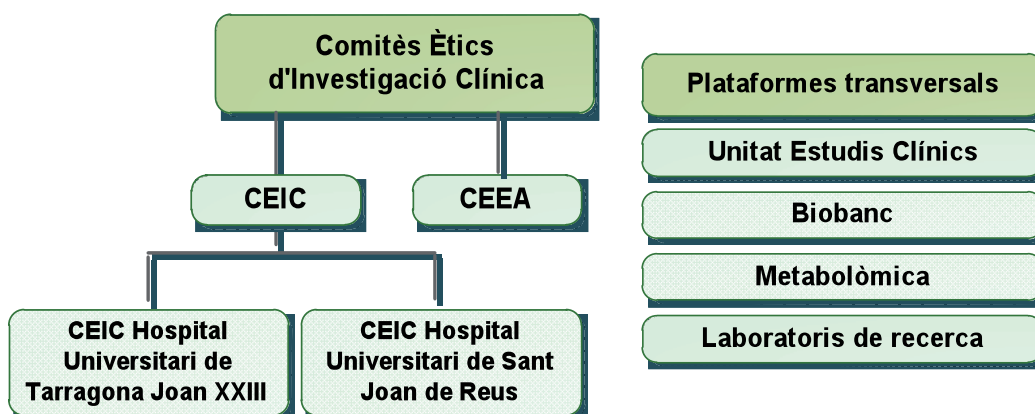 Comitès Ètics
d'Investigació Clínica
CEIC
CEEA
CEIC Hospital
Universitari de
Tarragona Joan XXIII
CEIC Hospital
Universitari de Sant
Joan de Reus
Plataformes transversals
Unitat Estudis Clínics
Biobanc
Metabolòmica
Laboratoris de recerca